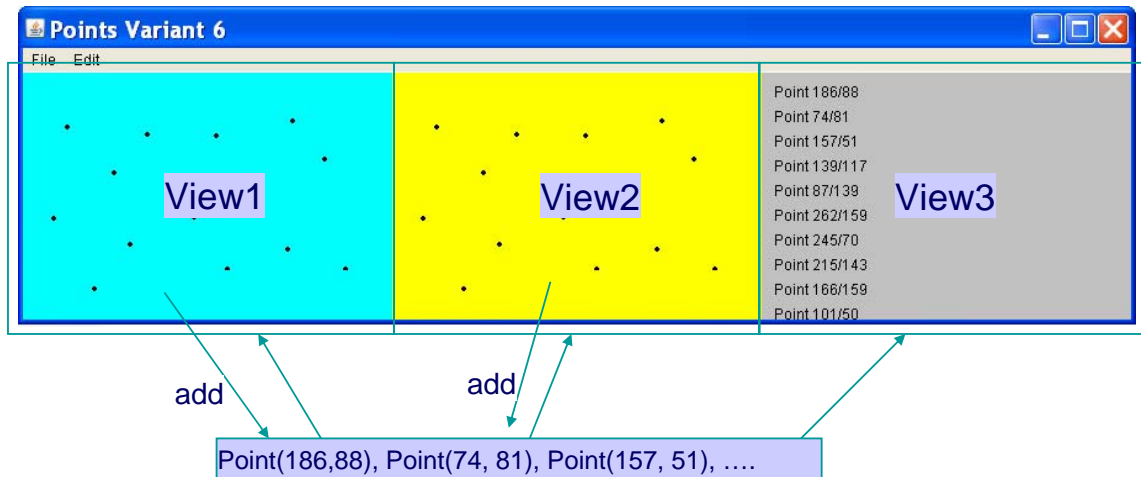 Points Variant 6
File Edit
View1
View2
Point 186/88
Point 74/81
Point 157/51
Point 139/117
Point 87/139
Point 262/159
Point 245/70
Point 215/143
Point 166/159
Point 101/50
View3
add
add
Point(186,88), Point(74, 81), Point(157, 51), ….